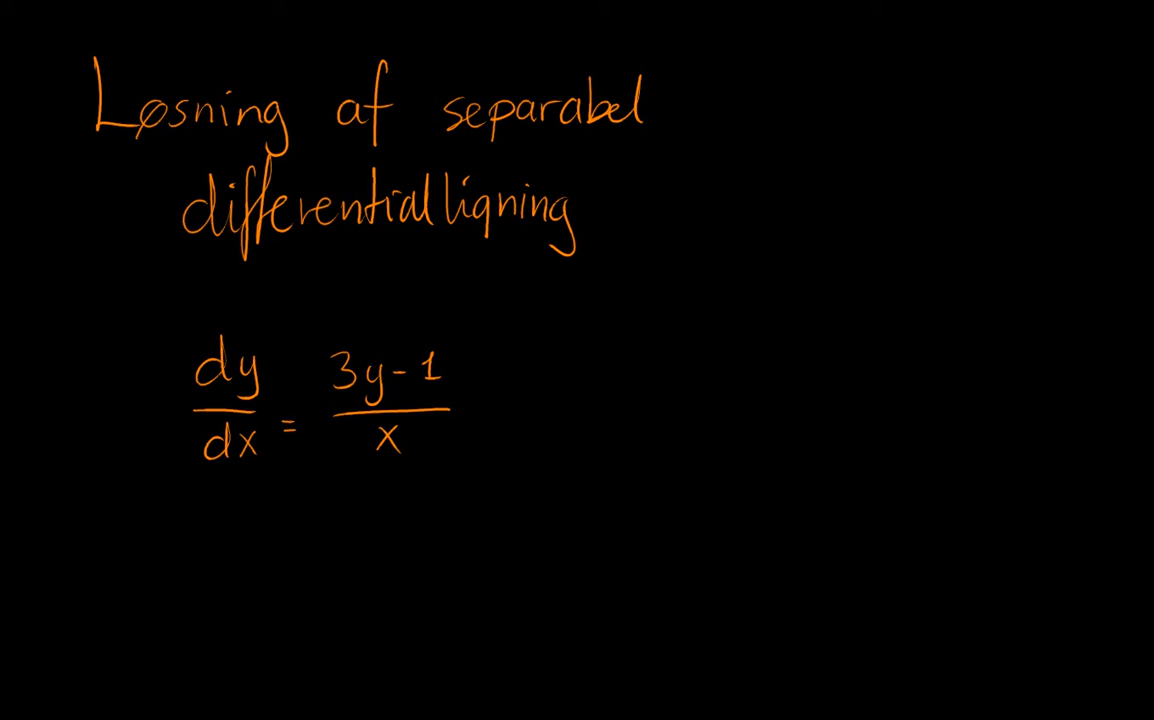 Løsning af separabel
differentialligning
dy/dx = (3y-1)/x